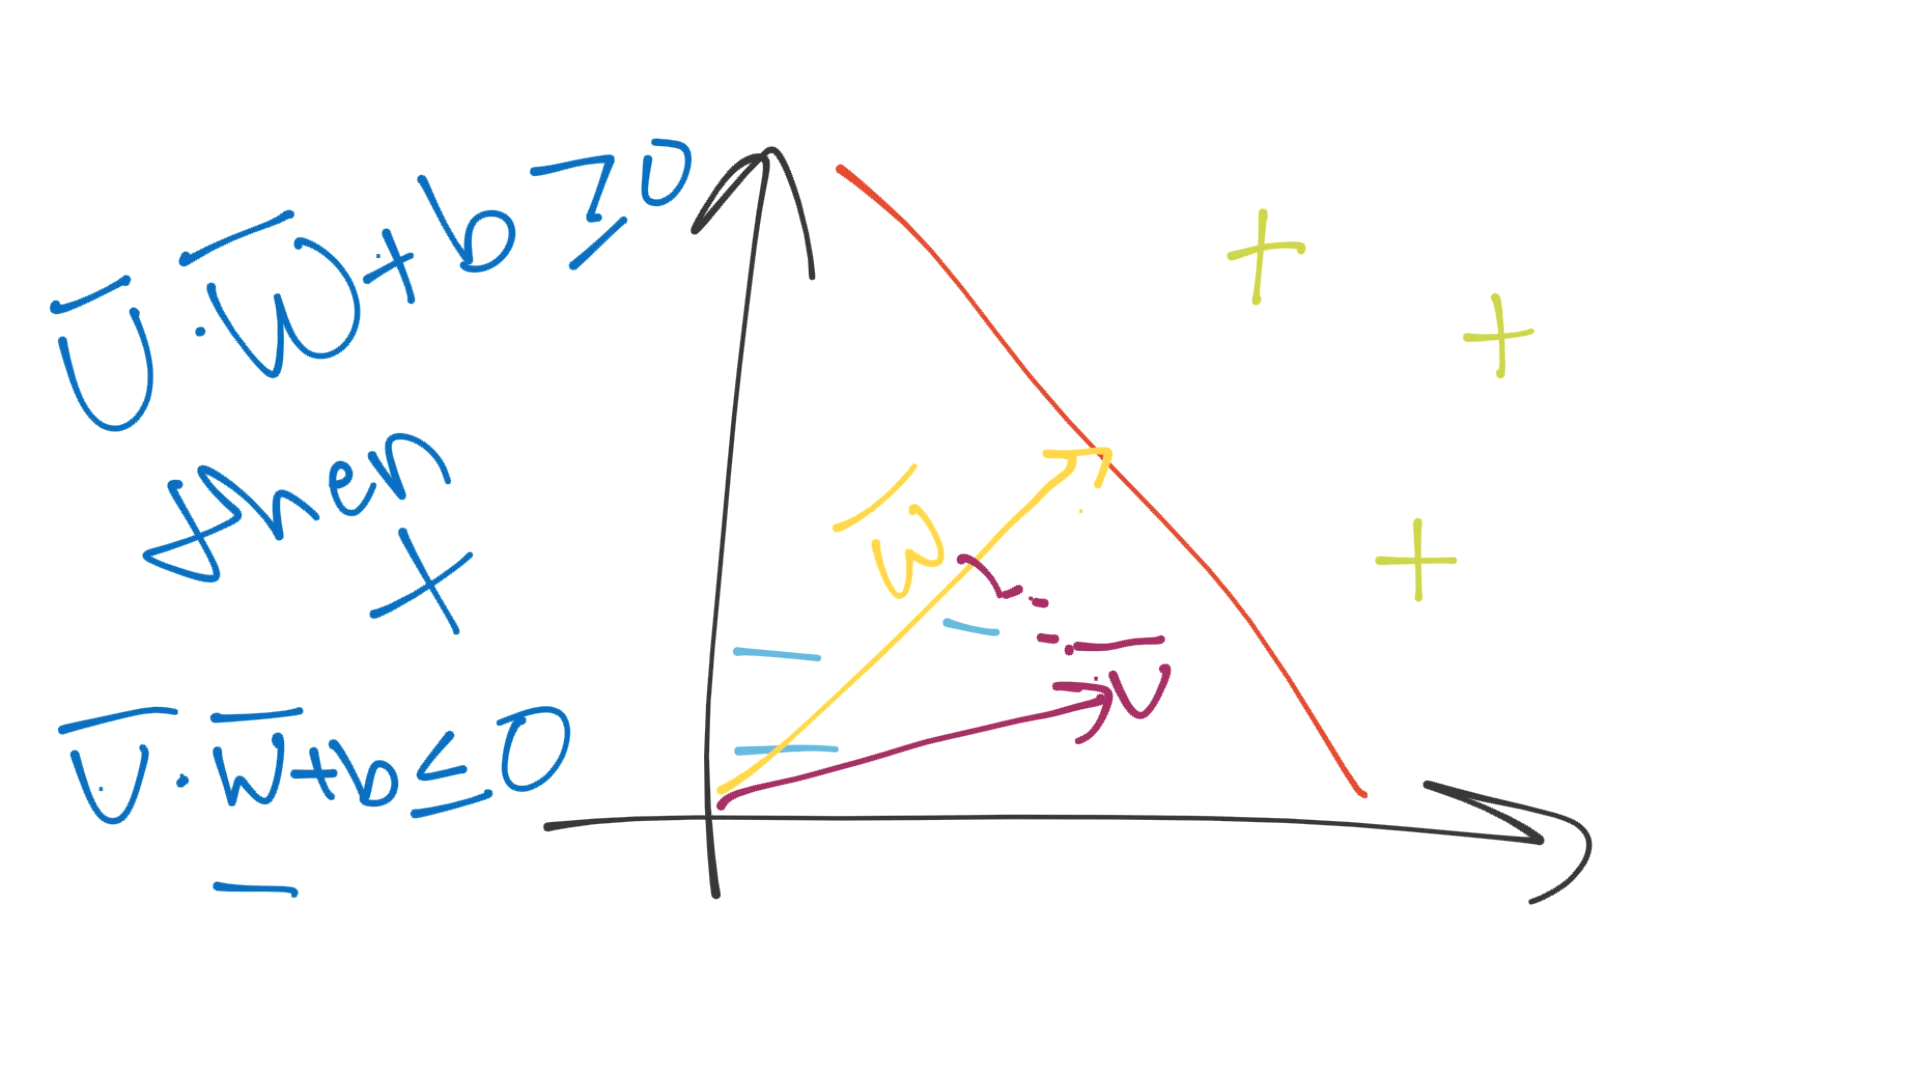 U̅ · w̅ + b ≥ 0
then
+
U̅ · w̅ + b ≤ 0
−
w̅
U̅
+
+
+
−
−
−